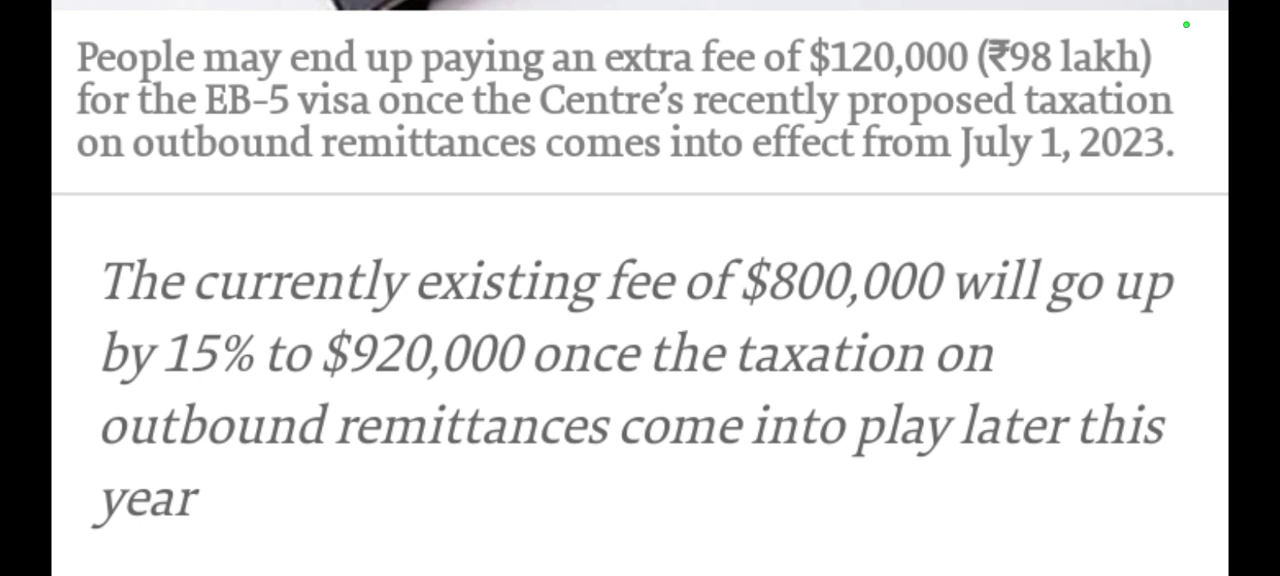 People may end up paying an extra fee of $120,000 (₹98 lakh)
for the EB-5 visa once the Centre’s recently proposed taxation
on outbound remittances comes into effect from July 1, 2023.
The currently existing fee of $800,000 will go up
by 15% to $920,000 once the taxation on
outbound remittances come into play later this
year